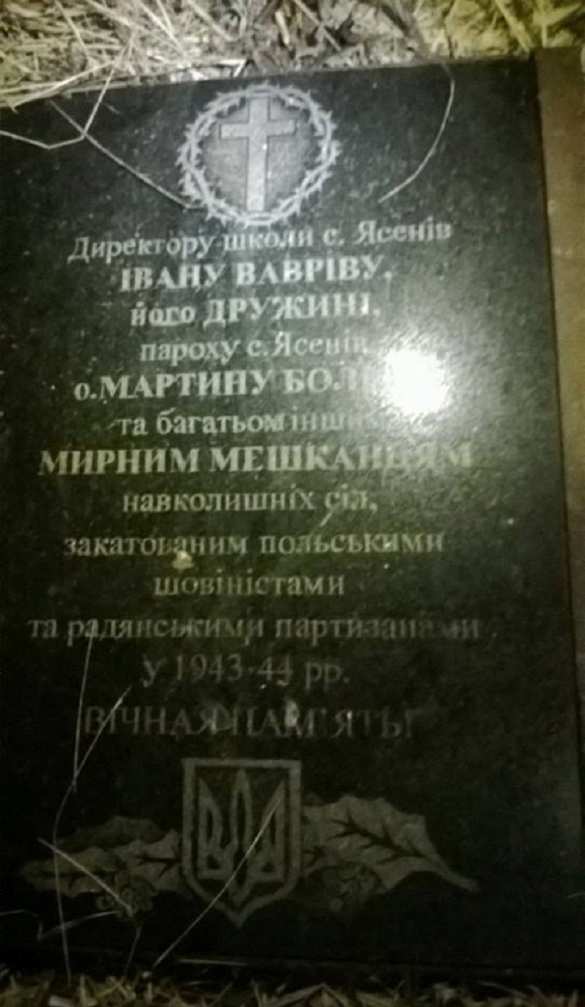 Директору школи с. Ясенів
ІВАНУ ВАВРІВУ,
його ДРУЖИНІ,
пароху с. Ясенів
о.МАРТИНУ
та багатьом іншим
МИРНИМ МЕШКАНЦЯМ
навколишніх сіл,
закатованим польськими
шовіністами
та радянськими партизанами
у 1943-44 рр.
ВІЧНАЯ ПАМ'ЯТЬ!